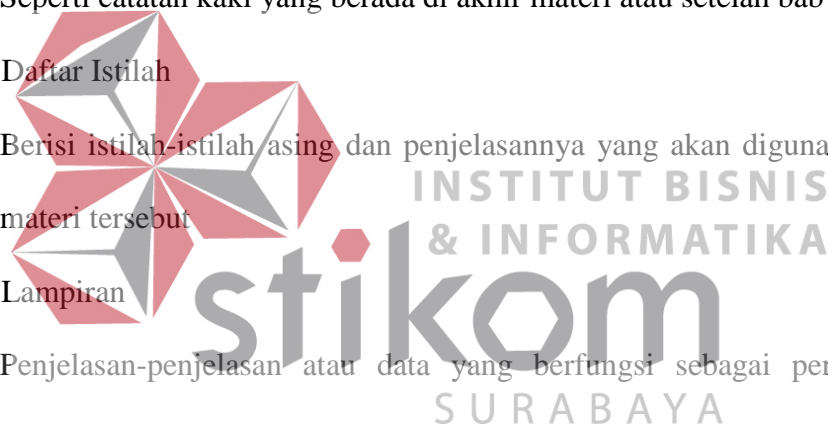 Seperti catatan kaki yang berada di akhir materi atau setelah bab
Daftar Istilah
Berisi istilah-istilah asing dan penjelasannya yang akan diguna
INSTITUT BISNIS
materi tersebut
& INFORMATIKA
Lampiran
stikom
Penjelasan-penjelasan atau data yang berfungsi sebagai per
SURABAYA